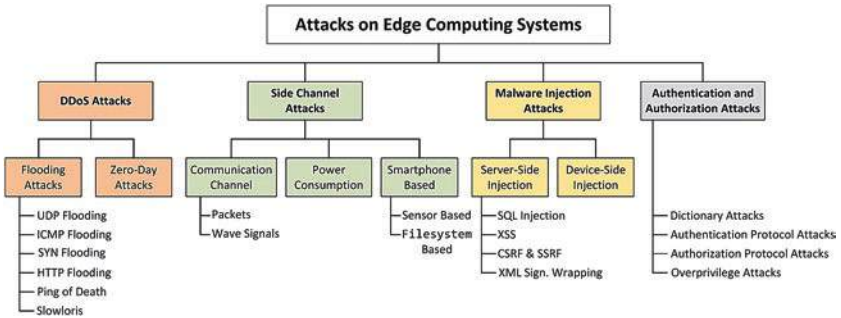 Attacks on Edge Computing Systems
DDoS Attacks
Side Channel
Attacks
Malware Injection
Attacks
Authentication and
Authorization Attacks
Flooding
Attacks
Zero-Day
Attacks
Communication
Channel
Power
Consumption
Smartphone
Based
Server-Side
Injection
Device-Side
Injection
UDP Flooding
ICMP Flooding
SYN Flooding
HTTP Flooding
Ping of Death
Slowloris
Packets
Wave Signals
Sensor Based
Filesystem
Based
SQL Injection
XSS
CSRF & SSRF
XML Sign. Wrapping
Dictionary Attacks
Authentication Protocol Attacks
Authorization Protocol Attacks
Overprivilege Attacks